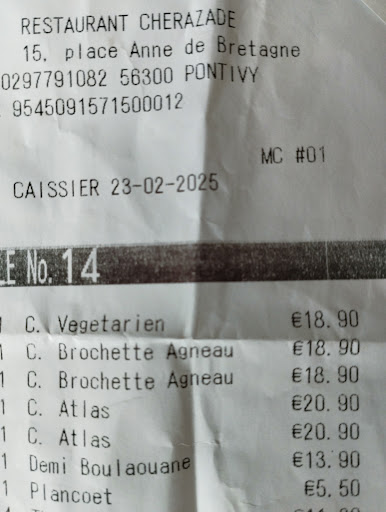 RESTAURANT CHERAZADE
15, place Anne de Bretagne
0297791082 56300 PONTIVY
9545091571500012
MC #01
CAISSIER 23-02-2025
LE No. 14
1 C. Vegetarien €18.90
1 C. Brochette Agneau €18.90
1 C. Brochette Agneau €18.90
1 C. Atlas €20.90
1 C. Atlas €20.90
1 Demi Boulaouane €13.90
1 Plancoet €5.50